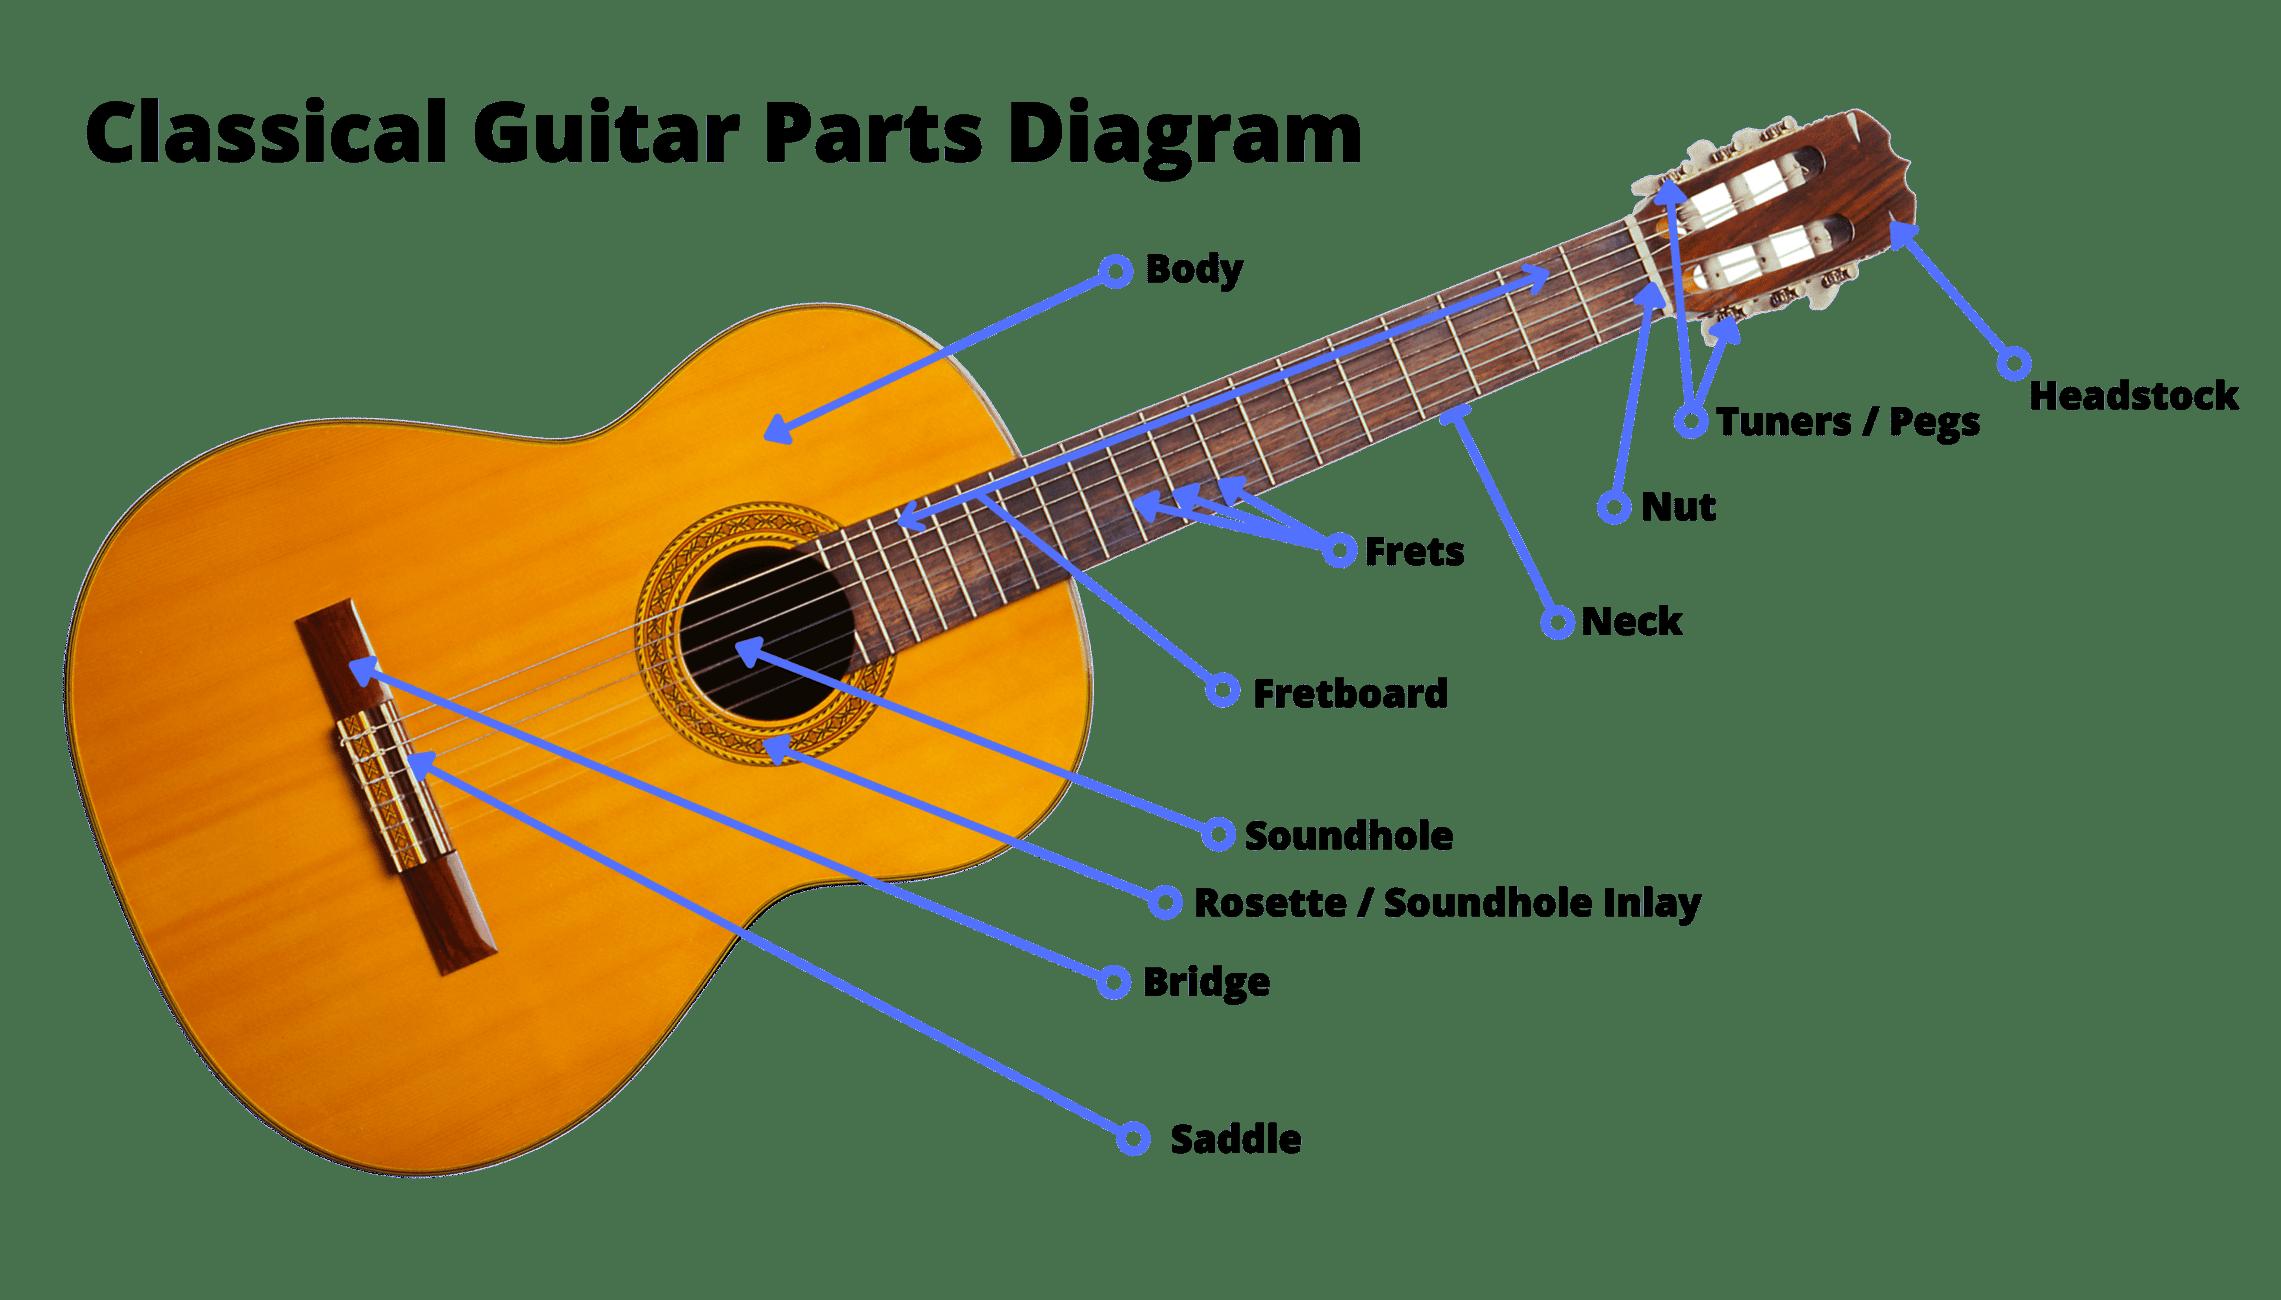 Classical Guitar Parts Diagram
Body
Headstock
Tuners / Pegs
Nut
Frets
Neck
Fretboard
Soundhole
Rosette / Soundhole Inlay
Bridge
Saddle